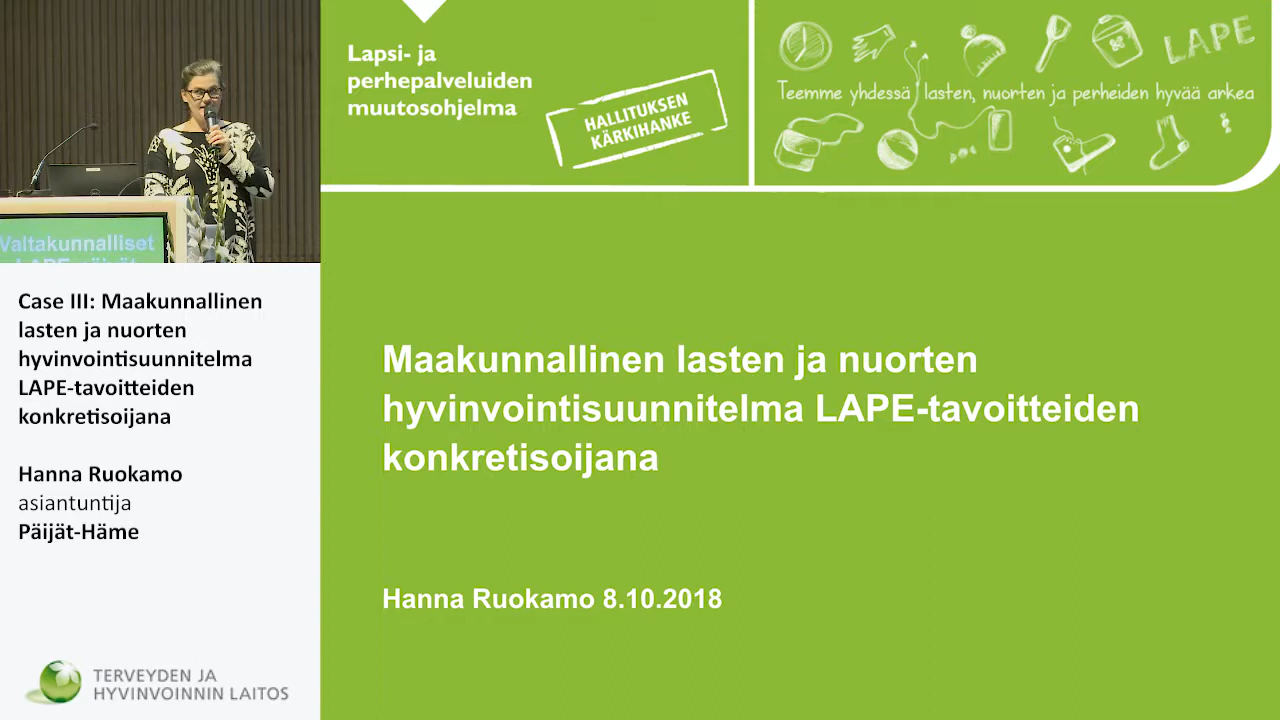 Lapsi- ja
perhepalveluiden
muutosohjelma
HALLITUKSEN
KÄRKIHANKE
LAPE
Teemme yhdessä lasten, nuorten ja perheiden hyvää arkea
Valtakunnalliset
LAPE-päivät
Case III: Maakunnallinen
lasten ja nuorten
hyvinvointisuunnitelma
LAPE-tavoitteiden
konkretisoijana
Hanna Ruokamo
asiantuntija
Päijät-Häme
TERVEYDEN JA
HYVINVOINNIN LAITOS
Maakunnallinen lasten ja nuorten
hyvinvointisuunnitelma LAPE-tavoitteiden
konkretisoijana
Hanna Ruokamo 8.10.2018